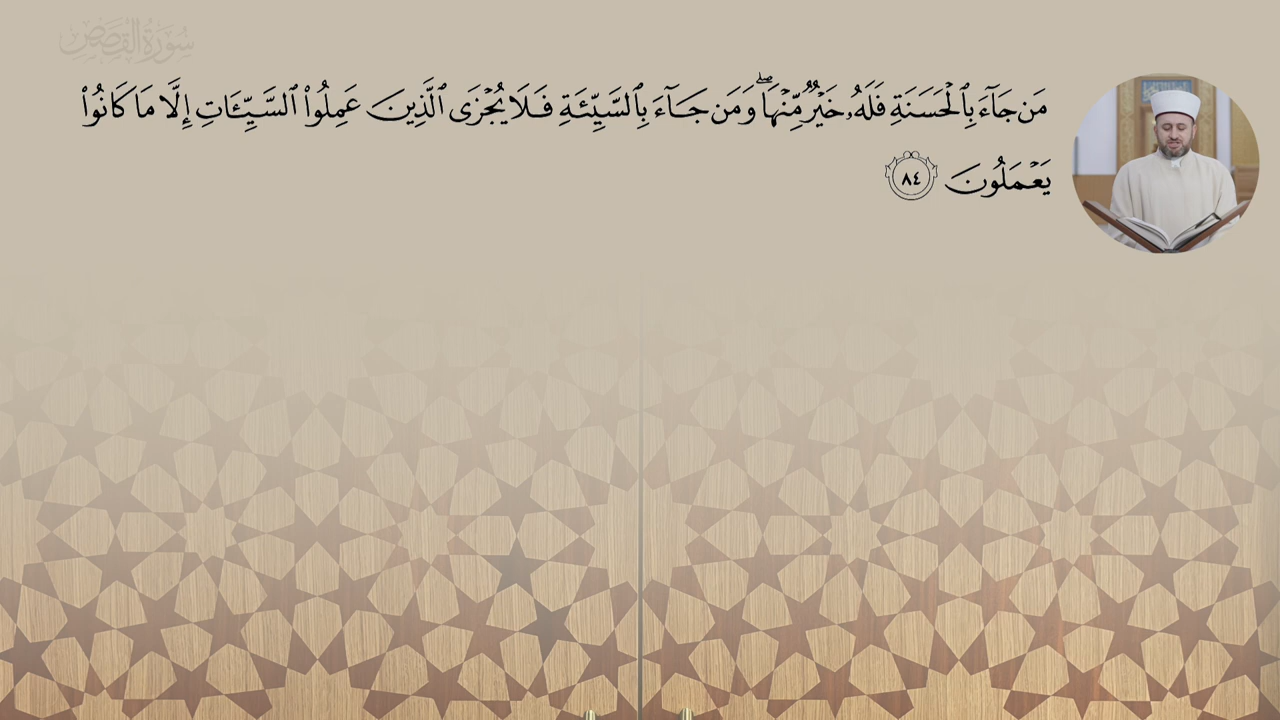 سُورَةُ القَصَصِ
مَن جَآءَ بِٱلۡحَسَنَةِ فَلَهُۥ خَيۡرٞ مِّنۡهَاۖ وَمَن جَآءَ بِٱلسَّيِّئَةِ فَلَا يُجۡزَى ٱلَّذِينَ عَمِلُواْ ٱلسَّيِّـَٔاتِ إِلَّا مَا كَانُواْ
يَعۡمَلُونَ ٨٤